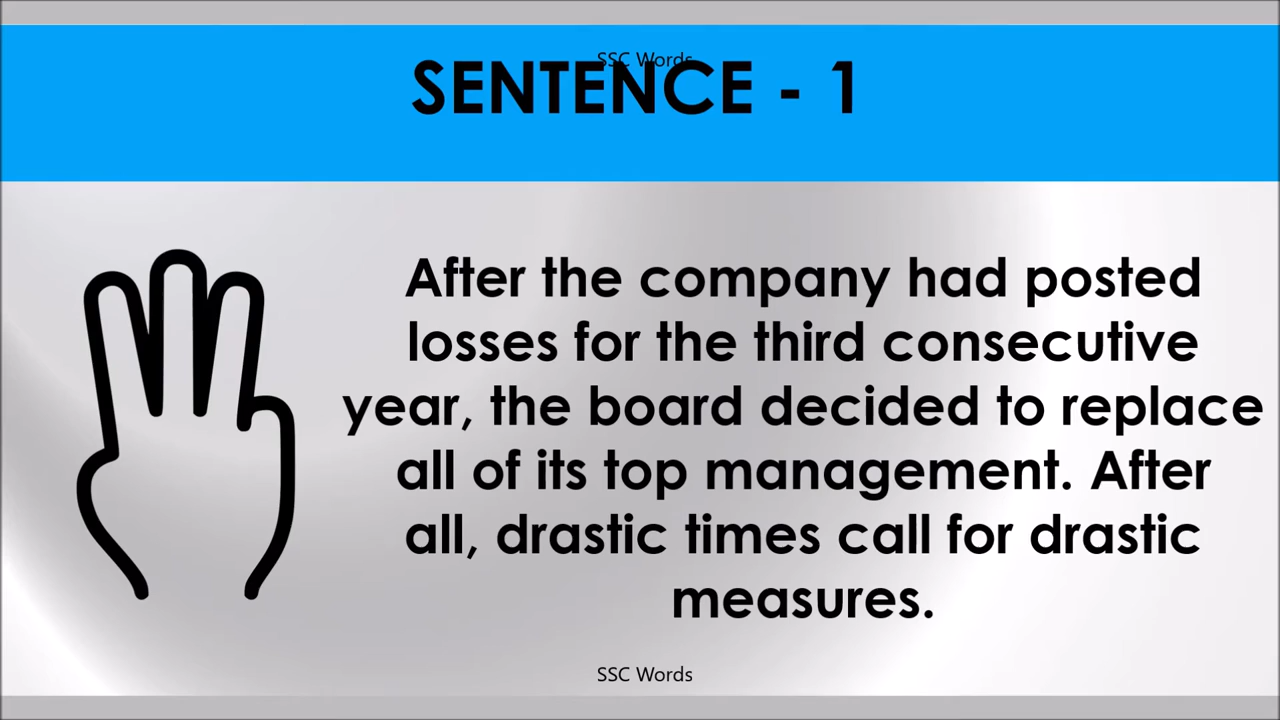 SSC Words
SENTENCE - 1
After the company had posted
losses for the third consecutive
year, the board decided to replace
all of its top management. After
all, drastic times call for drastic
measures.
SSC Words